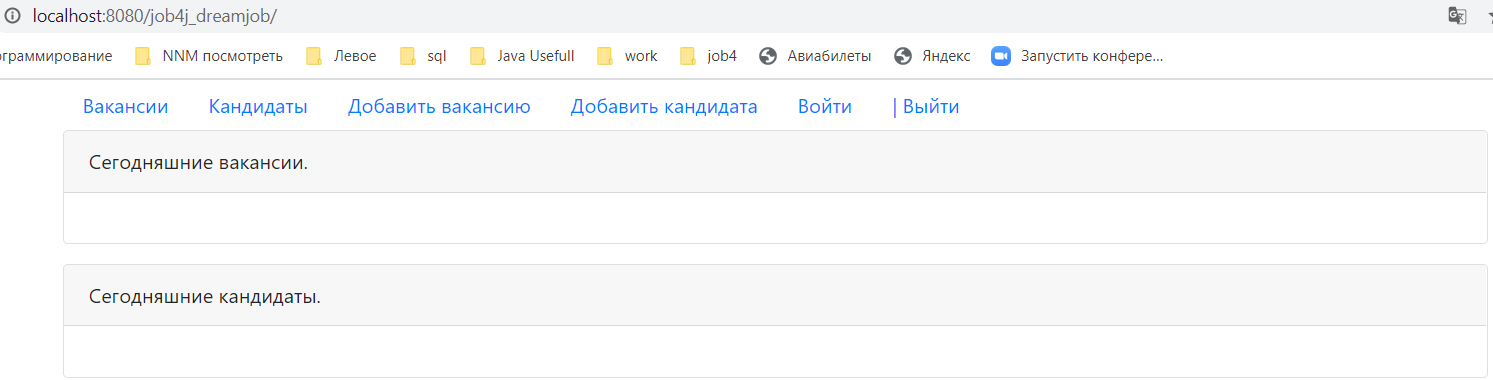 localhost:8080/job4j_dreamjob/
ограммирование NNM посмотреть Левое sql Java Usefull work job4 Авиабилеты Яндекс Запустить конфере...
Вакансии Кандидаты Добавить вакансию Добавить кандидата Войти | Выйти
Сегодняшние вакансии.
Сегодняшние кандидаты.